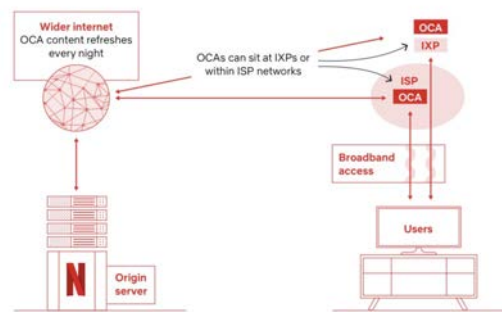 Wider internet
OCA content refreshes
every night
OCAs can sit at IXPs or
within ISP networks
OCA
IXP
ISP
OCA
Broadband
access
Users
N
Origin
server